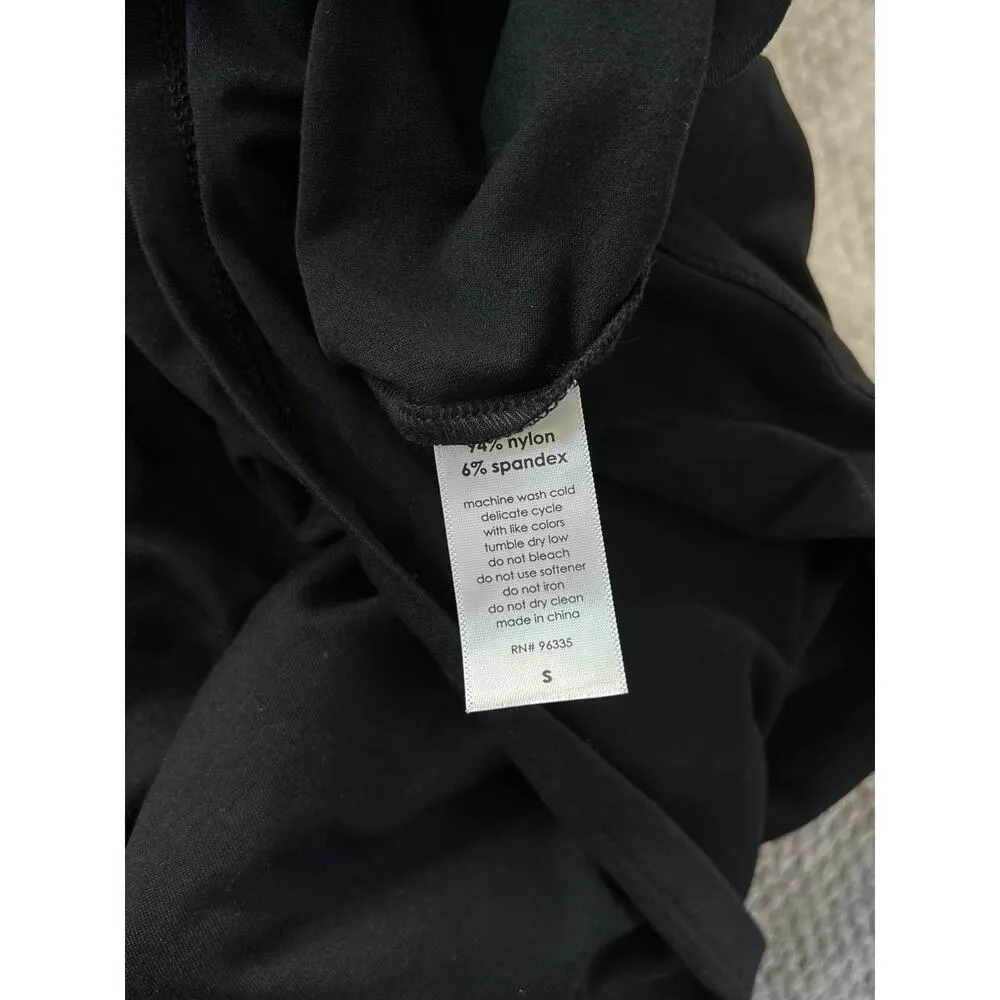 94% nylon
6% spandex
machine wash cold
delicate cycle
with like colors
tumble dry low
do not bleach
do not use softener
do not iron
do not dry clean
made in china
RN# 96335
S